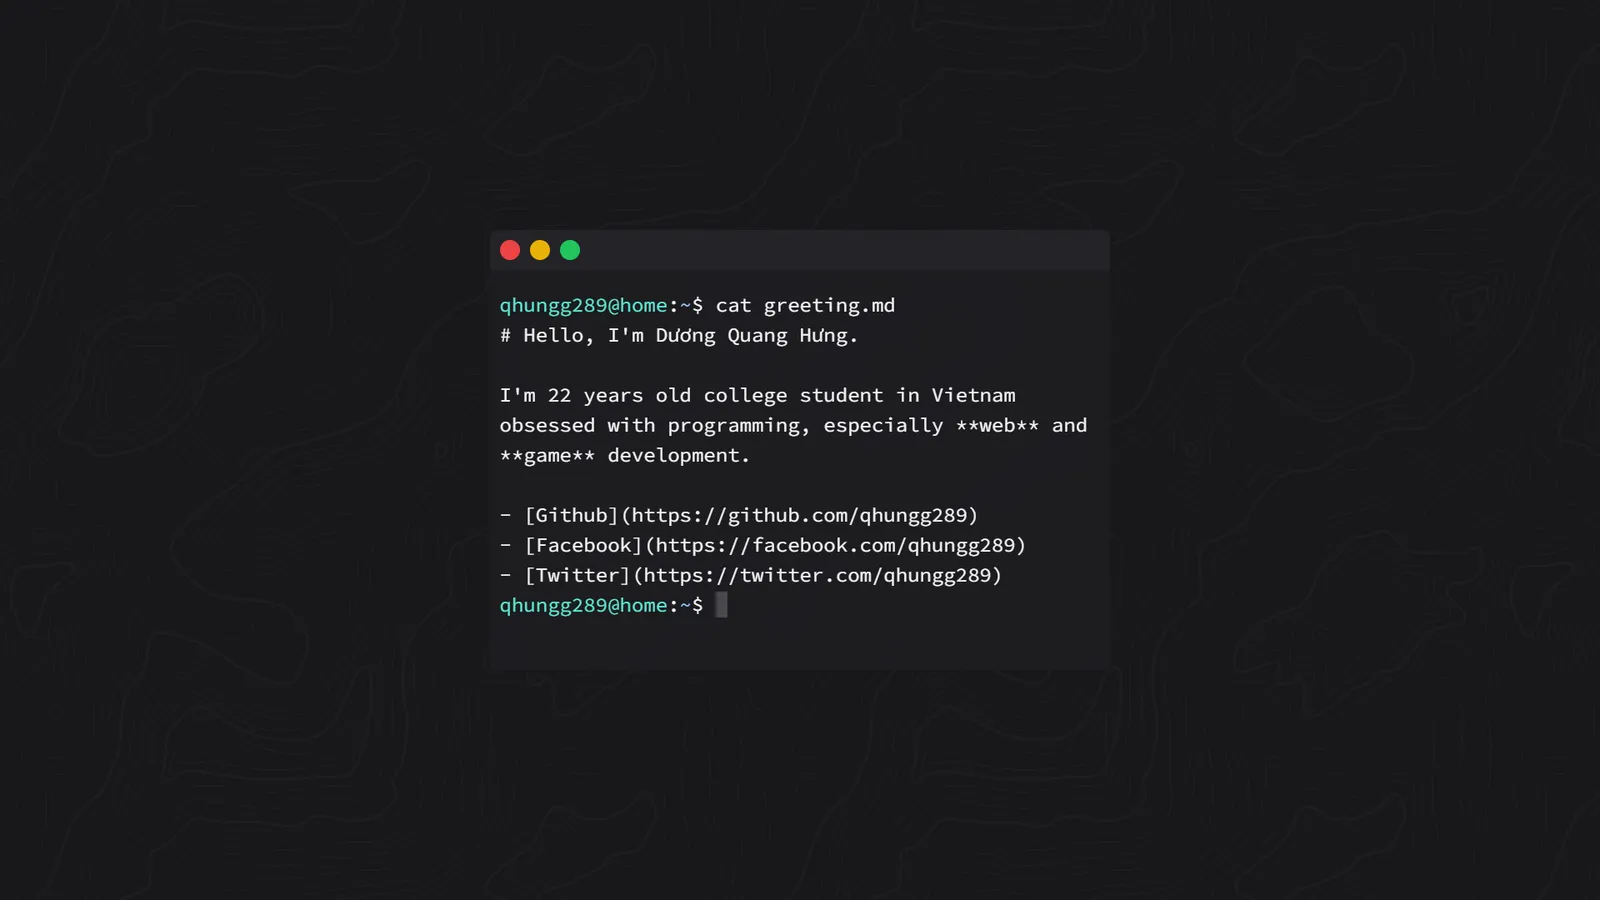 qhungg289@home:~$ cat greeting.md
# Hello, I'm Dương Quang Hưng.
I'm 22 years old college student in Vietnam
obsessed with programming, especially **web** and
**game** development.
- [Github](https://github.com/qhungg289)
- [Facebook](https://facebook.com/qhungg289)
- [Twitter](https://twitter.com/qhungg289)
qhungg289@home:~$